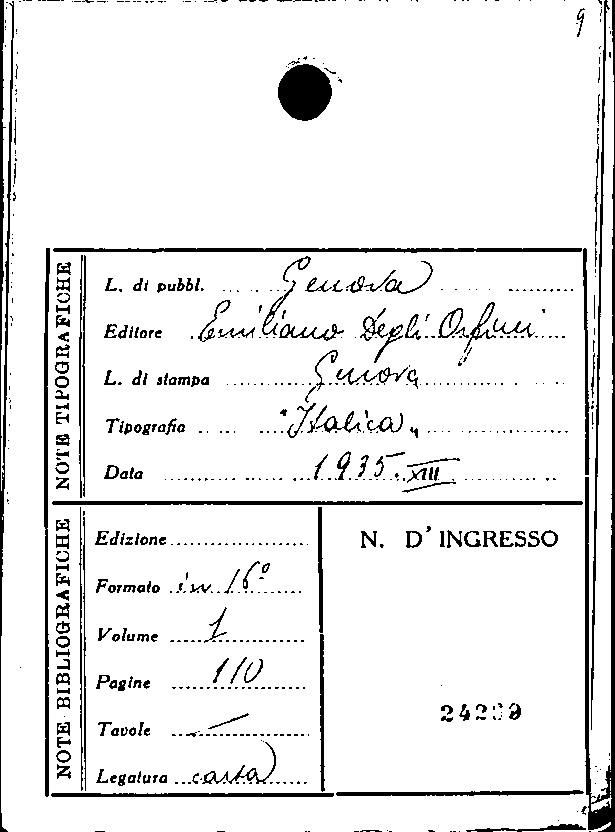 9
NOTE TIPOGRAFICHE
L. di pubbl. Genova
Editore Emiliano Degli Orfini
L. di stampa Genova
Tipografia "Italica"
Data 1935. XIII
NOTE BIBLIOGRAFICHE
Edizione
Formato in 16°
Volume 1
Pagine 110
Tavole —
Legatura carta
N. D'INGRESSO